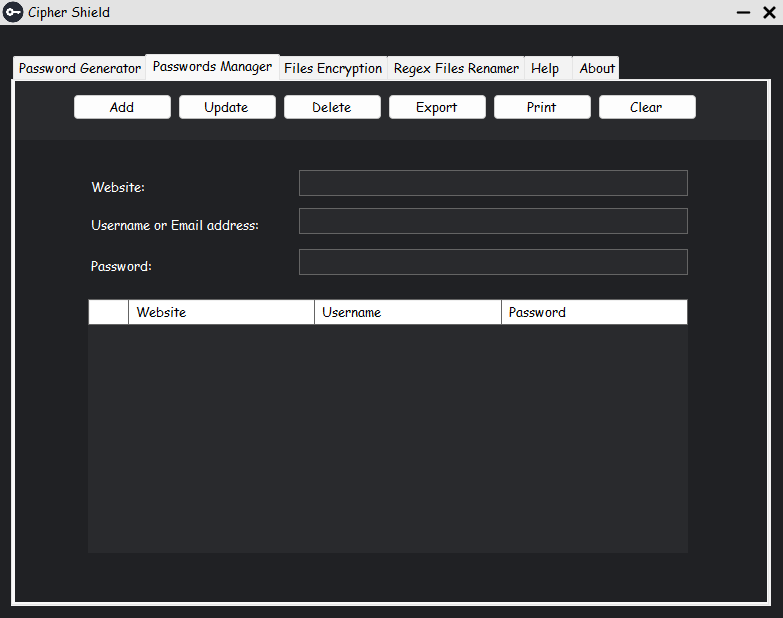 Cipher Shield
Password Generator Passwords Manager Files Encryption Regex Files Renamer Help About
Add Update Delete Export Print Clear
Website:
Username or Email address:
Password:
Website Username Password